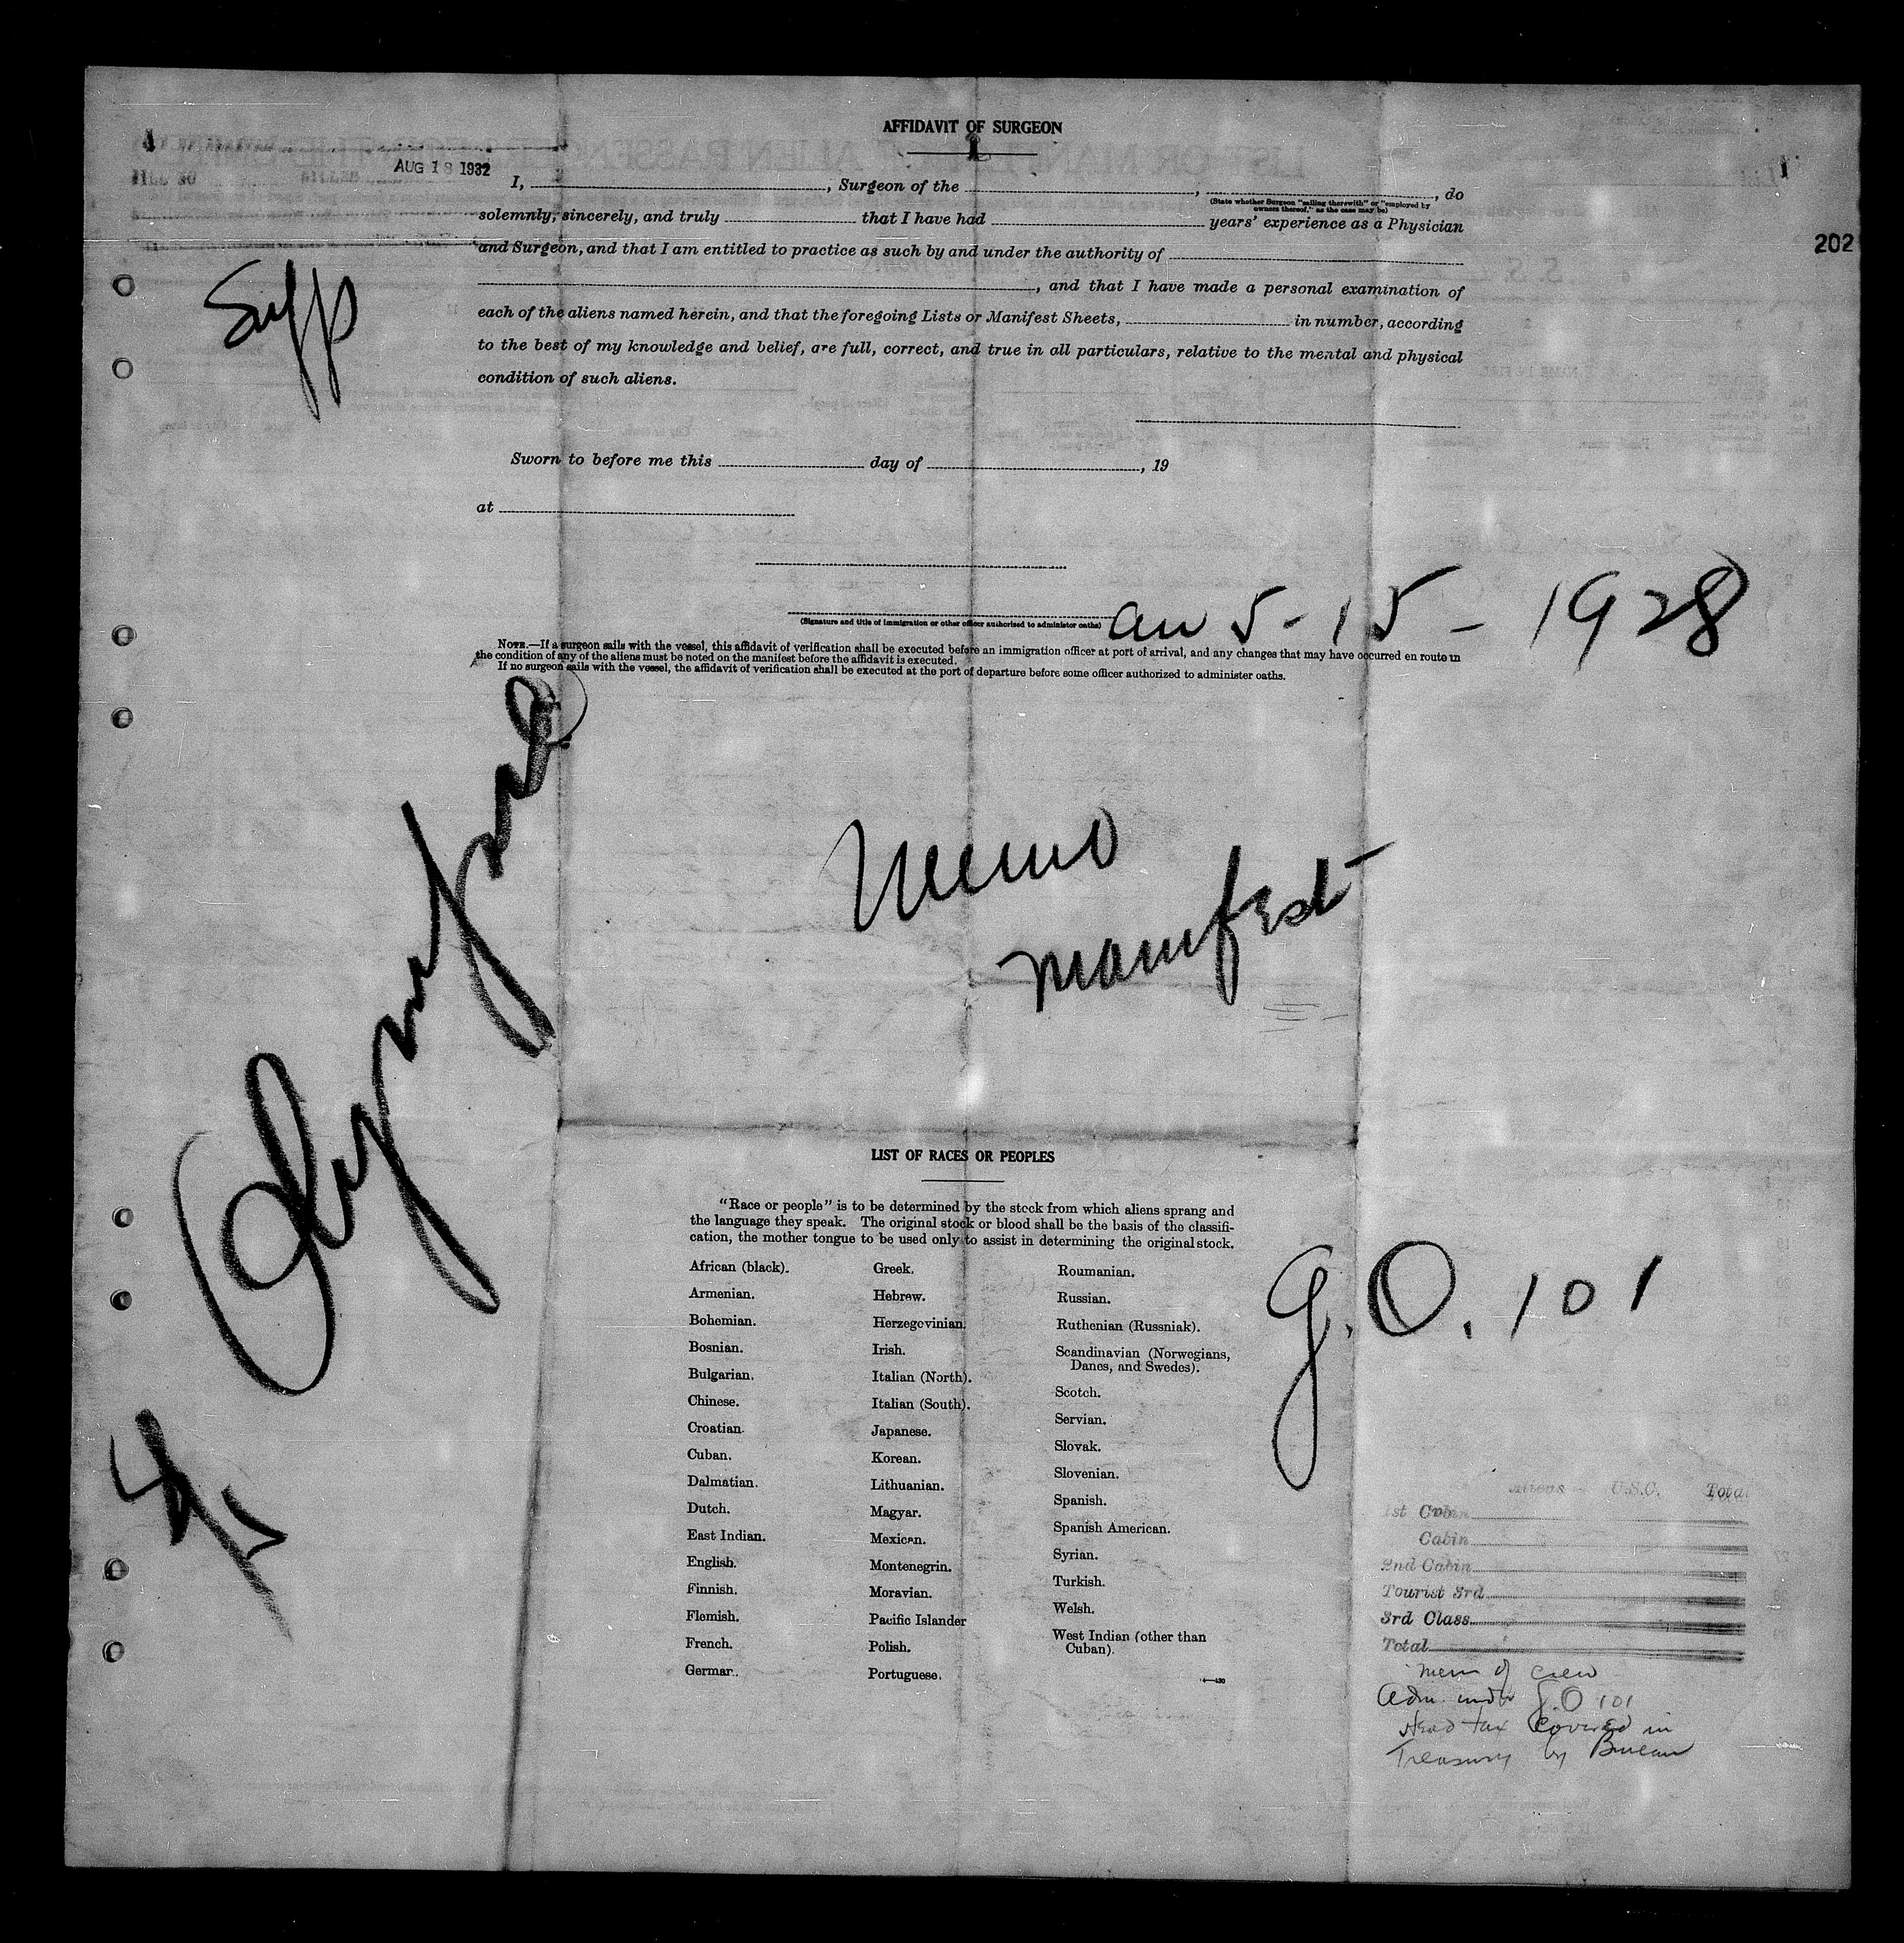 AFFIDAVIT OF SURGEON
AUG 18 1932
I, , Surgeon of the , , do
(State whether Surgeon "sailing therewith" or "employed by
owners thereof," as the case may be)
solemnly, sincerely, and truly that I have had years' experience as a Physician
and Surgeon, and that I am entitled to practice as such by and under the authority of
, and that I have made a personal examination of
each of the aliens named herein, and that the foregoing Lists or Manifest Sheets, in number, according
to the best of my knowledge and belief, are full, correct, and true in all particulars, relative to the mental and physical
condition of such aliens.
202
Supp
Sworn to before me this day of , 19
at
(Signature and title of immigration or other officer authorized to administer oaths)
arr 5-15-1928
NOTE.—If a surgeon sails with the vessel, this affidavit of verification shall be executed before an immigration officer at port of arrival, and any changes that may have occurred en route in
the condition of any of the aliens must be noted on the manifest before the affidavit is executed.
If no surgeon sails with the vessel, the affidavit of verification shall be executed at the port of departure before some officer authorized to administer oaths.
Memo
manifest
LIST OF RACES OR PEOPLES
"Race or people" is to be determined by the stock from which aliens sprang and
the language they speak. The original stock or blood shall be the basis of the classifi-
cation, the mother tongue to be used only to assist in determining the original stock.
African (black).
Armenian.
Bohemian.
Bosnian.
Bulgarian.
Chinese.
Croatian.
Cuban.
Dalmatian.
Dutch.
East Indian.
English.
Finnish.
Flemish.
French.
German.
Greek.
Hebrew.
Herzegovinian.
Irish.
Italian (North).
Italian (South).
Japanese.
Korean.
Lithuanian.
Magyar.
Mexican.
Montenegrin.
Moravian.
Pacific Islander
Polish.
Portuguese.
Roumanian.
Russian.
Ruthenian (Russniak).
Scandinavian (Norwegians,
Danes, and Swedes).
Scotch.
Servian.
Slovak.
Slovenian.
Spanish.
Spanish American.
Syrian.
Turkish.
Welsh.
West Indian (other than
Cuban).
G.O. 101
Aliens U.S.C. Total
1st Cabin
Cabin
2nd Cabin
Tourist 3rd
3rd Class
Total
mem of crew
Adm. under G.O 101
Head tax Covered in
Treasury by Bureau